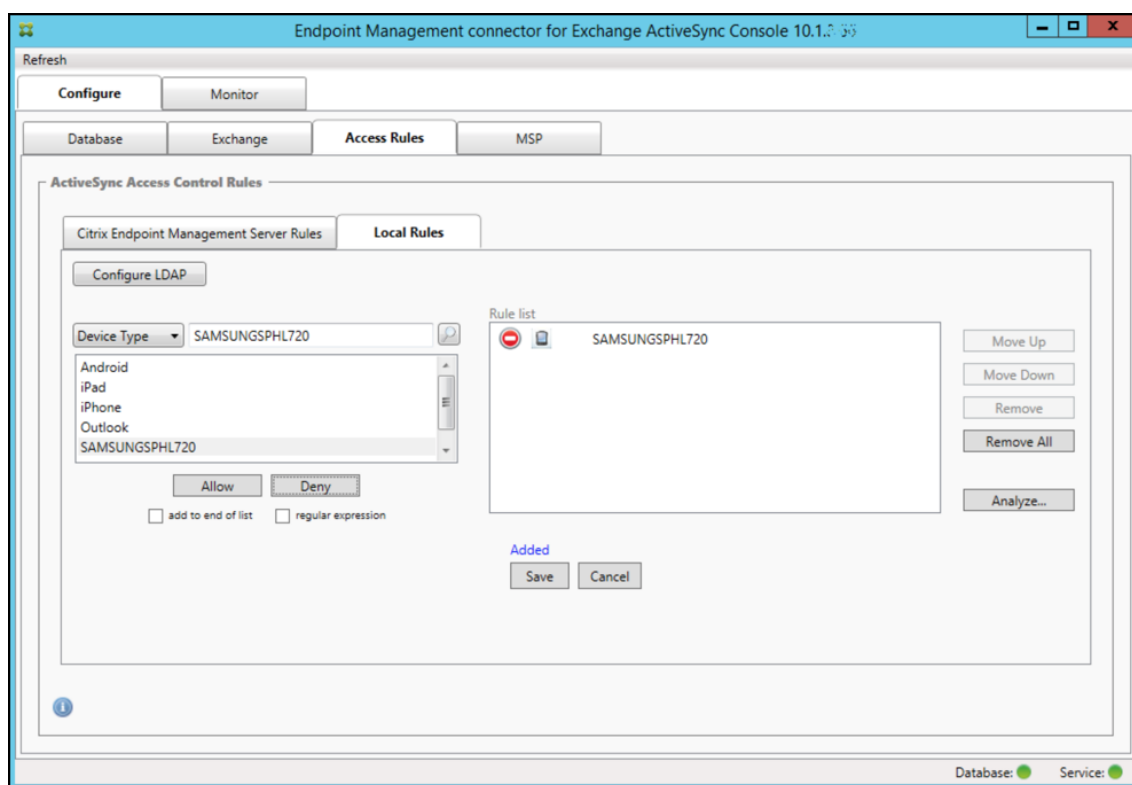 Endpoint Management connector for Exchange ActiveSync Console 10.1.
Refresh
Configure Monitor
Database Exchange Access Rules MSP
ActiveSync Access Control Rules
Citrix Endpoint Management Server Rules Local Rules
Configure LDAP
Rule list
Device Type SAMSUNGSPHL720
SAMSUNGSPHL720
Move Up
Android
iPad
iPhone
Outlook
SAMSUNGSPHL720
Move Down
Remove
Remove All
Allow Deny
Analyze...
add to end of list regular expression
Added
Save Cancel
Database: Service: